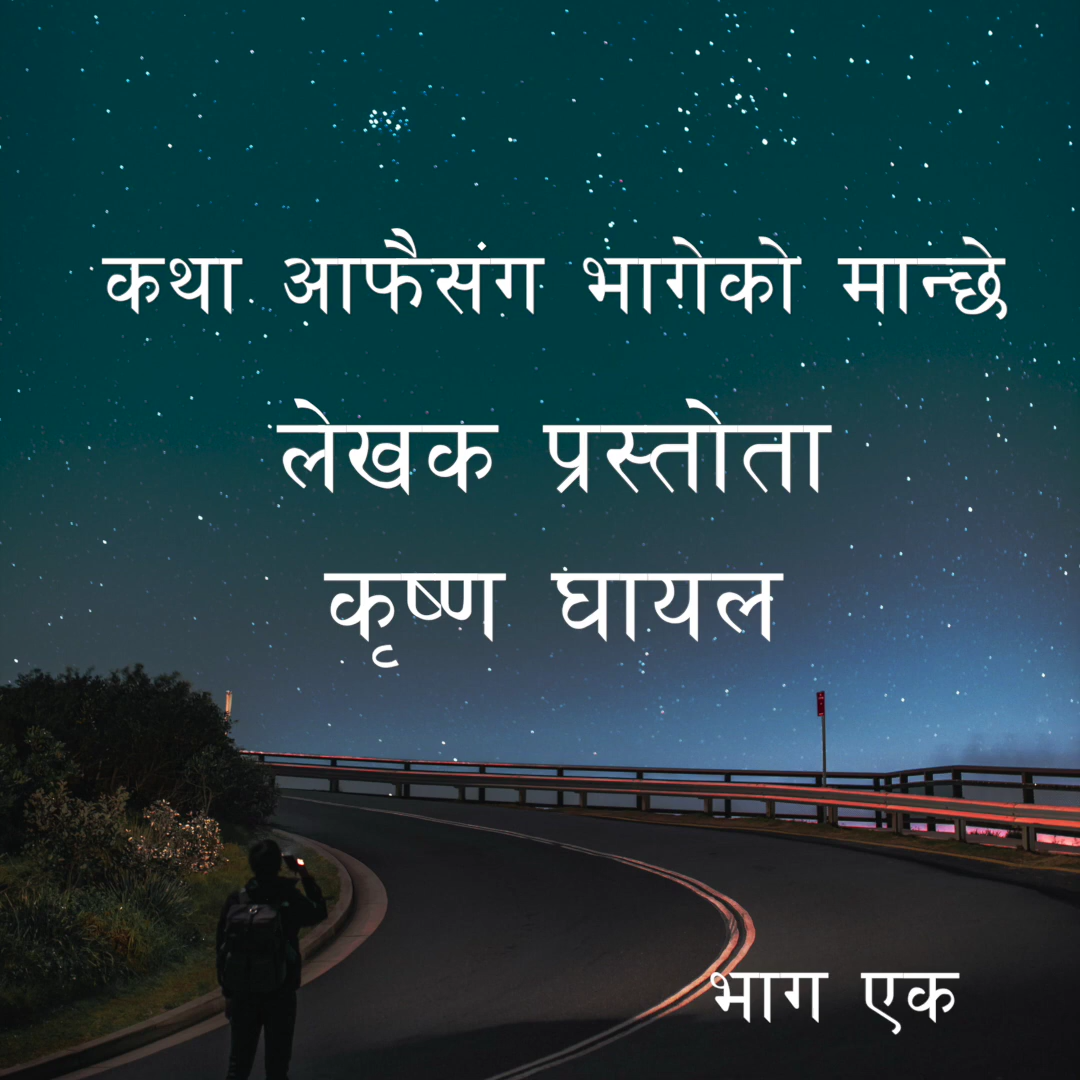 कथा आफैसंग भागेको मान्छे
लेखक प्रस्तोता
कृष्ण घायल
भाग एक